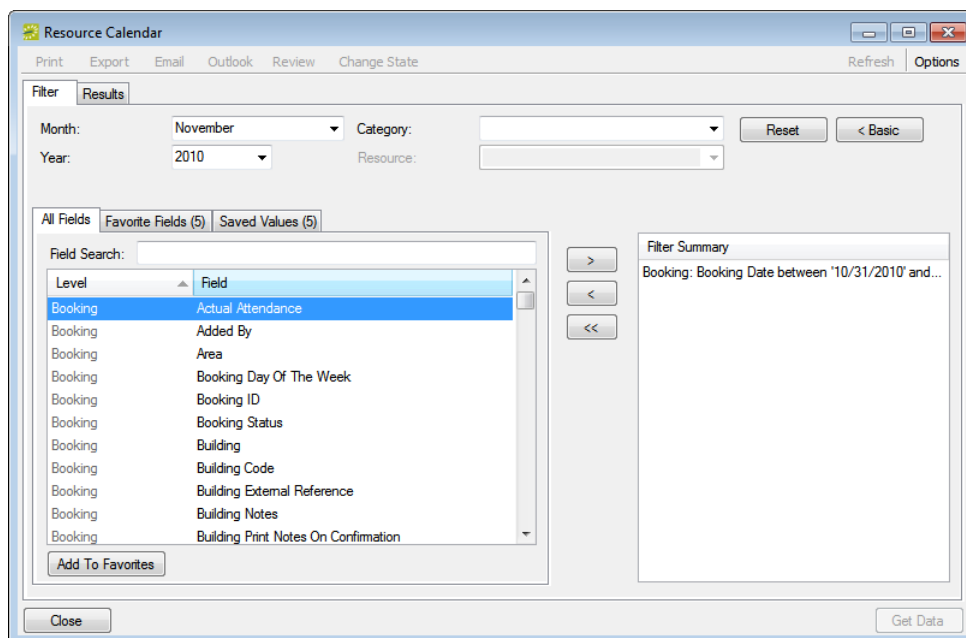 Resource Calendar
Print Export Email Outlook Review Change State Refresh Options
Filter Results
Month: November Category: Reset < Basic
Year: 2010 Resource:
All Fields Favorite Fields (5) Saved Values (5)
Field Search: > Filter Summary
Level Field Booking: Booking Date between '10/31/2010' and...
Booking Actual Attendance <
Booking Added By <<
Booking Area
Booking Booking Day Of The Week
Booking Booking ID
Booking Booking Status
Booking Building
Booking Building Code
Booking Building External Reference
Booking Building Notes
Booking Building Print Notes On Confirmation
Add To Favorites
Close Get Data